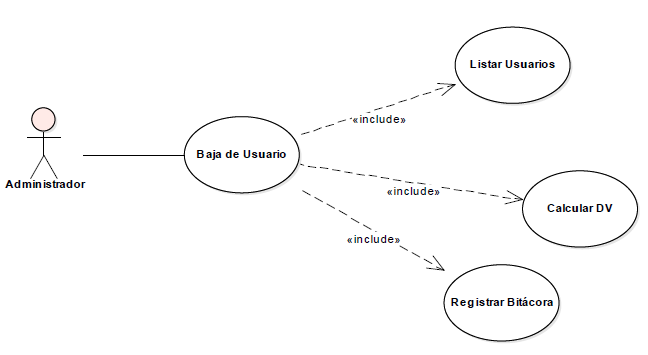 Listar Usuarios
«include»
Baja de Usuario
Administrador
«include»
Calcular DV
«include»
Registrar Bitácora